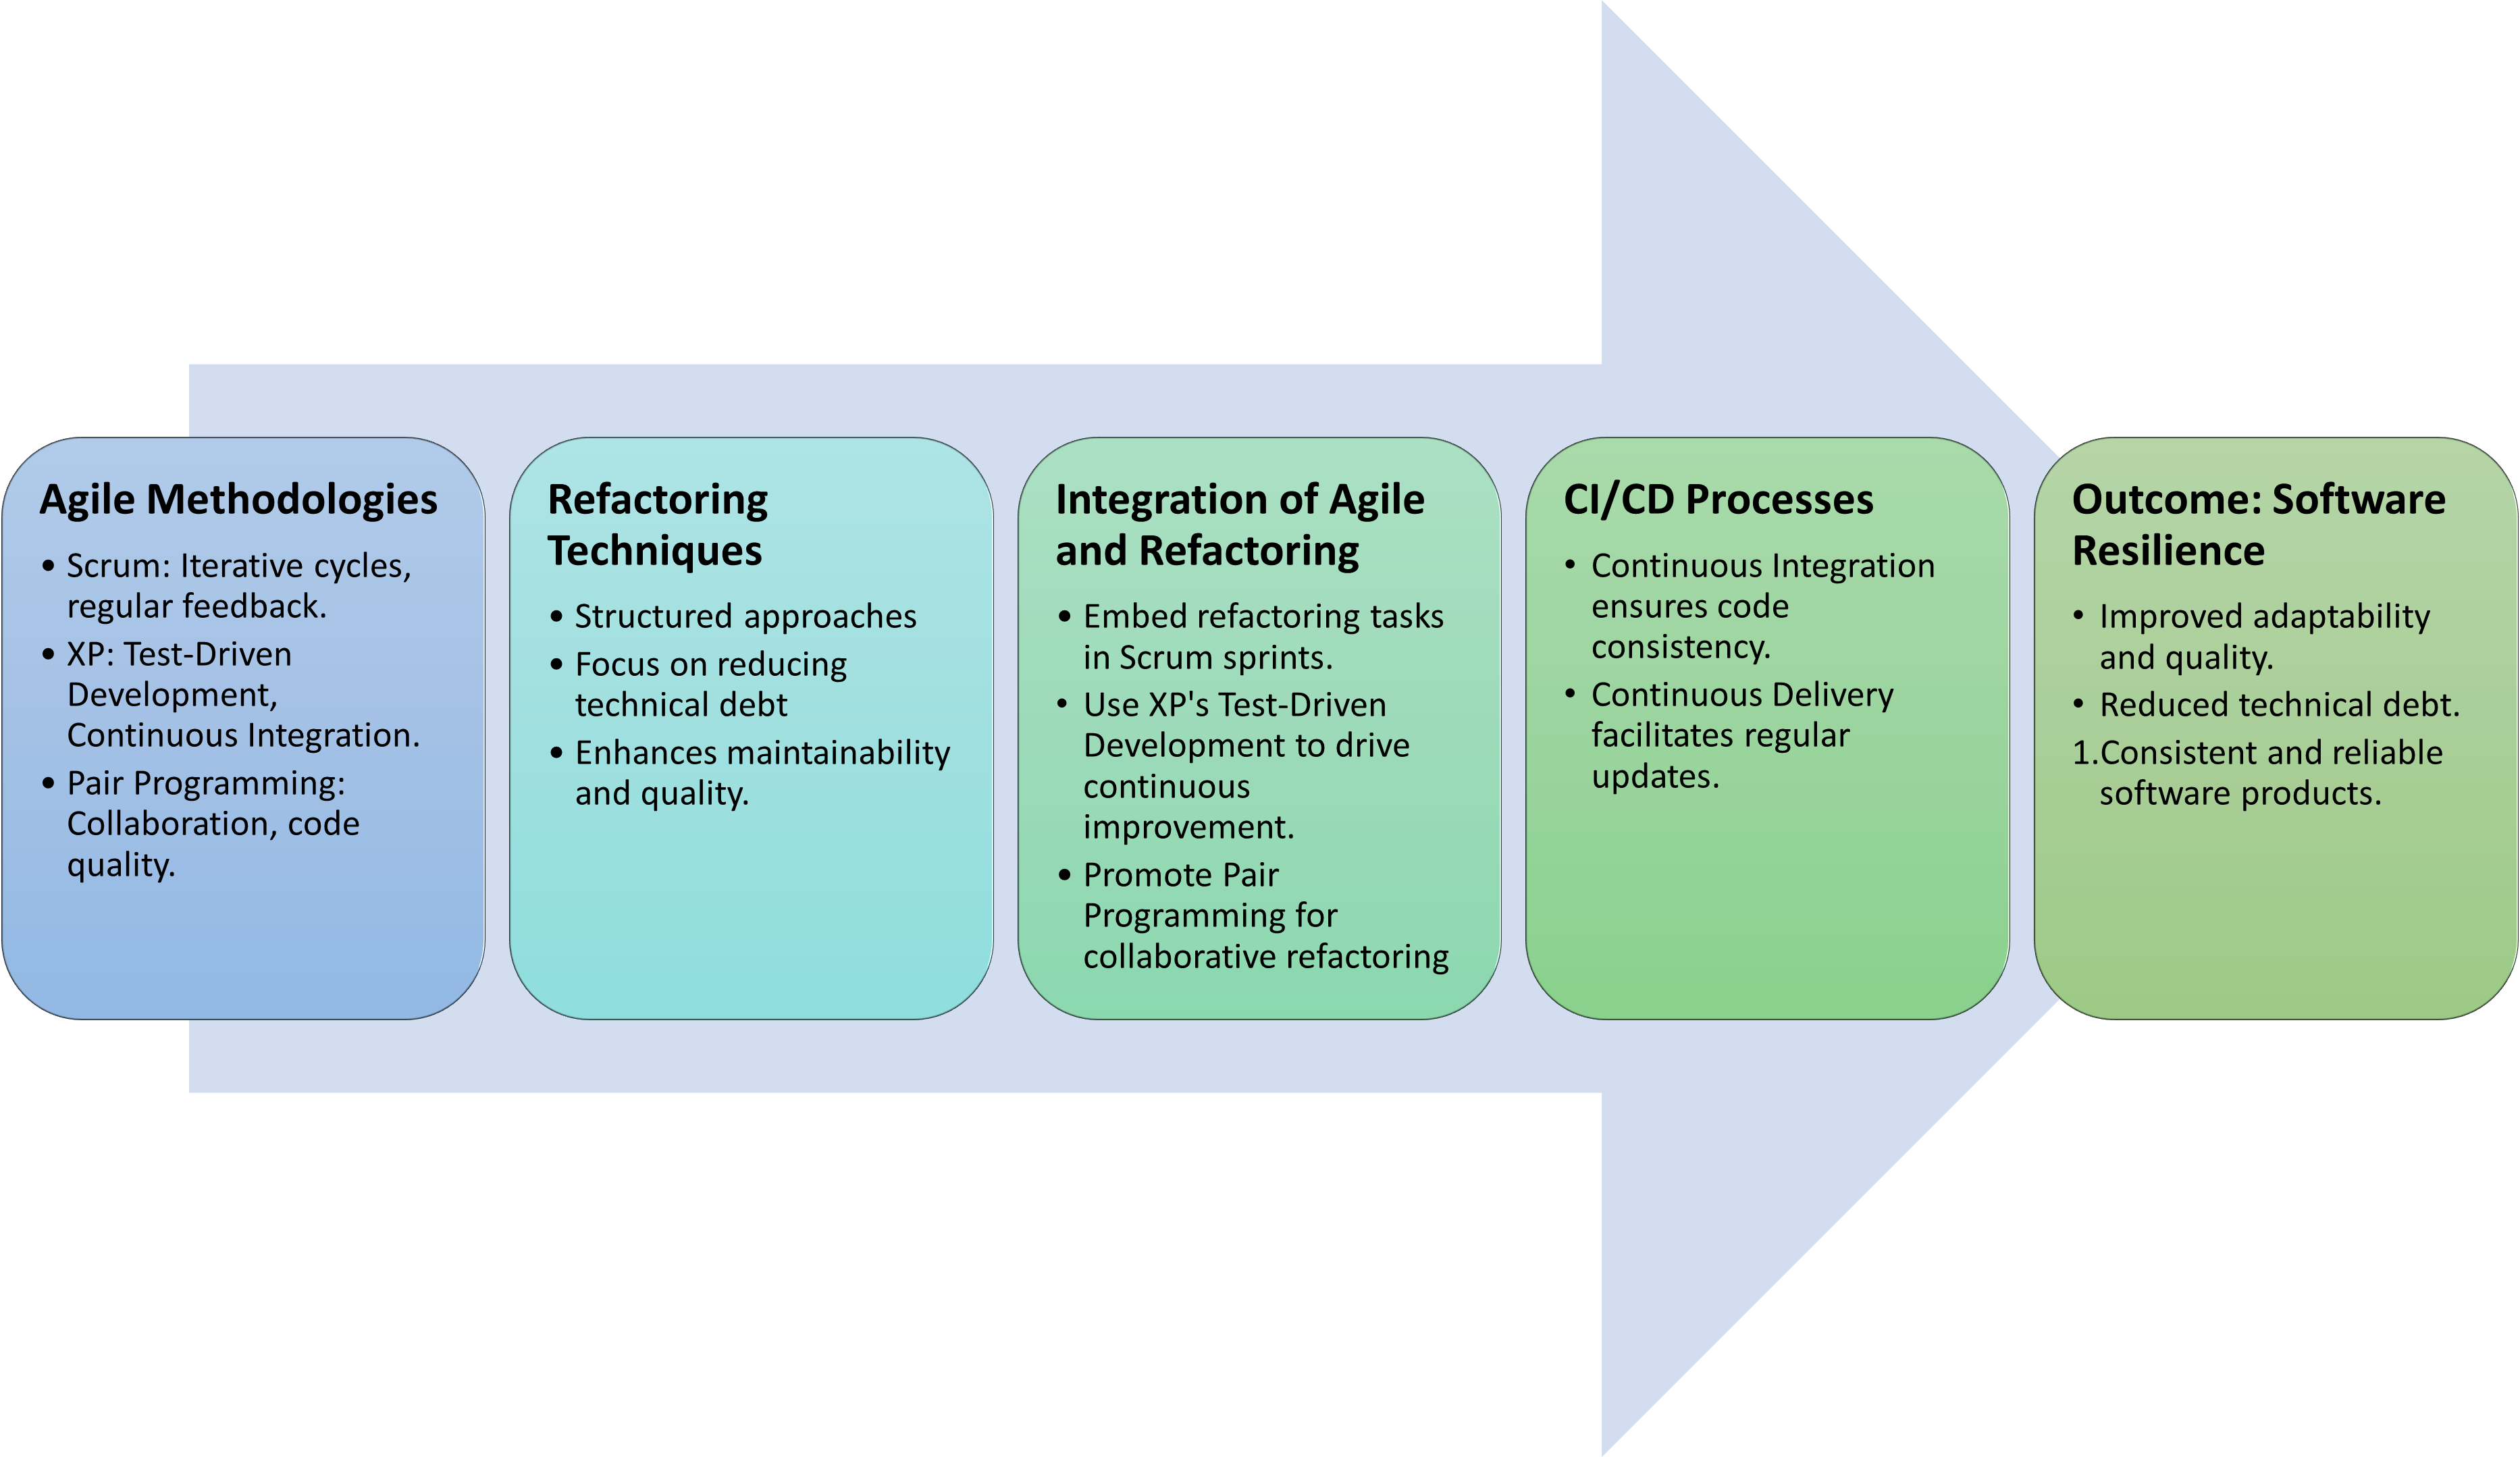 Agile Methodologies
• Scrum: Iterative cycles,
regular feedback.
• XP: Test-Driven
Development,
Continuous Integration.
• Pair Programming:
Collaboration, code
quality.
Refactoring
Techniques
• Structured approaches
• Focus on reducing
technical debt
• Enhances maintainability
and quality.
Integration of Agile
and Refactoring
• Embed refactoring tasks
in Scrum sprints.
• Use XP's Test-Driven
Development to drive
continuous
improvement.
• Promote Pair
Programming for
collaborative refactoring
CI/CD Processes
• Continuous Integration
ensures code
consistency.
• Continuous Delivery
facilitates regular
updates.
Outcome: Software
Resilience
• Improved adaptability
and quality.
• Reduced technical debt.
1.Consistent and reliable
software products.